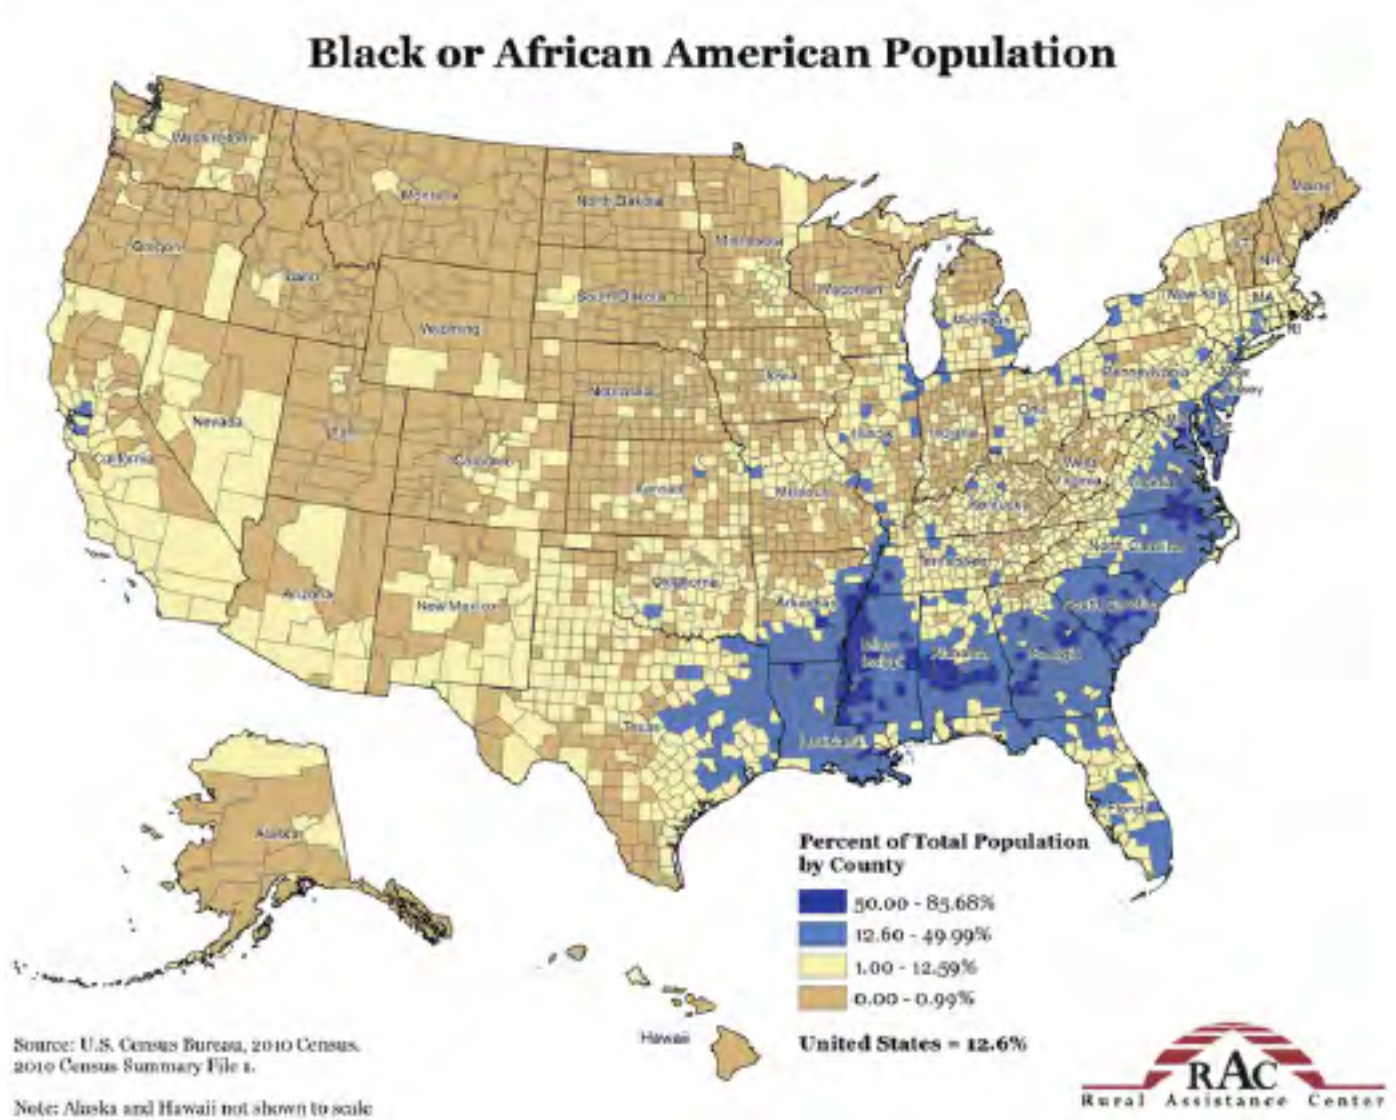 Black or African American Population
Washington
Montana
North Dakota
Minnesota
Maine
Oregon
Idaho
South Dakota
Wisconsin
VT
NH
New York
MA
RI
Wyoming
Michigan
Iowa
Pennsylvania
Nebraska
Nevada
Utah
Ohio
Illinois
Indiana
California
Colorado
Kansas
Missouri
West
Virginia
Virginia
Kentucky
North Carolina
Tennessee
Oklahoma
Arizona
New Mexico
Arkansas
South Carolina
Alabama
Georgia
Texas
Louisiana
Florida
Alaska
Hawaii
Percent of Total Population
by County
50.00 - 85.68%
12.60 - 49.99%
1.00 - 12.59%
0.00 - 0.99%
United States = 12.6%
Source: U.S. Census Bureau, 2010 Census.
2010 Census Summary File 1.
Note: Alaska and Hawaii not shown to scale
RAC
Rural Assistance Center